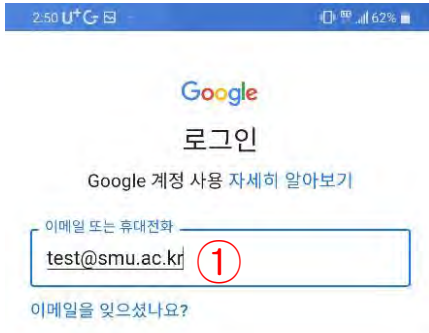 2:50 U+G
62%
Google
로그인
Google 계정 사용 자세히 알아보기
이메일 또는 휴대전화
test@smu.ac.kr ①
이메일을 잊으셨나요?